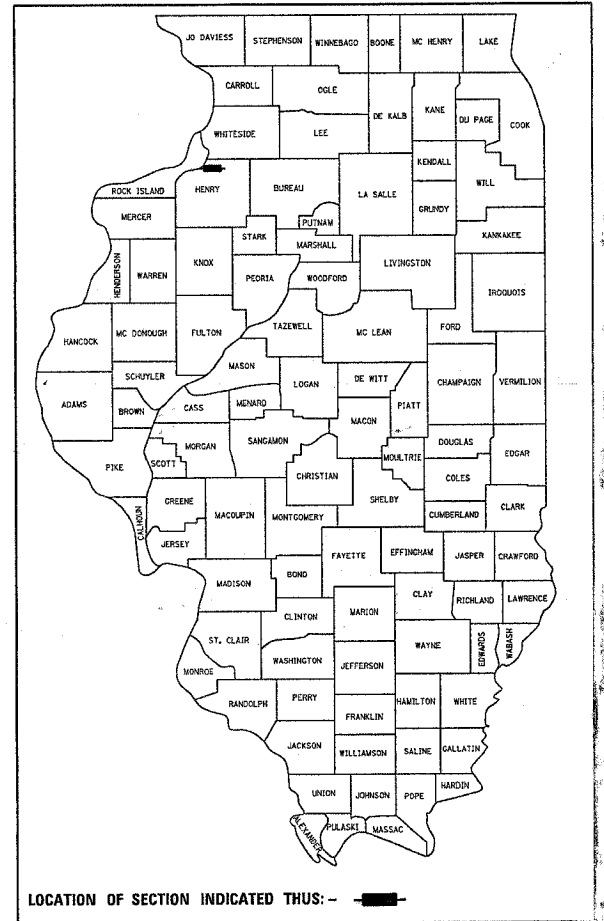 JO DAVIESS
STEPHENSON
WINNEBAGO
BOONE
MC HENRY
LAKE
CARROLL
OGLE
DE KALB
KANE
DU PAGE
COOK
WHITESIDE
LEE
KENDALL
WILL
ROCK ISLAND
HENRY
BUREAU
LA SALLE
GRUNDY
MERCER
PUTNAM
KANKAKEE
STARK
MARSHALL
HENDERSON
WARREN
KNOX
PEORIA
WOODFORD
LIVINGSTON
IROQUOIS
HANCOCK
MC DONOUGH
FULTON
TAZEWELL
MC LEAN
FORD
SCHUYLER
MASON
LOGAN
DE WITT
CHAMPAIGN
VERMILION
ADAMS
BROWN
CASS
MENARD
MACON
PIATT
MORGAN
SANGAMON
DOUGLAS
EDGAR
PIKE
SCOTT
CHRISTIAN
MOULTRIE
COLES
GREENE
MACOUPIN
MONTGOMERY
SHELBY
CUMBERLAND
CLARK
CALHOUN
JERSEY
FAYETTE
EFFINGHAM
JASPER
CRAWFORD
MADISON
BOND
CLAY
RICHLAND
LAWRENCE
CLINTON
MARION
ST. CLAIR
WAYNE
EDWARDS
WABASH
MONROE
WASHINGTON
JEFFERSON
RANDOLPH
PERRY
HAMILTON
WHITE
FRANKLIN
JACKSON
WILLIAMSON
SALINE
GALLATIN
UNION
JOHNSON
POPE
HARDIN
ALEXANDER
PULASKI
MASSAC
LOCATION OF SECTION INDICATED THUS:-